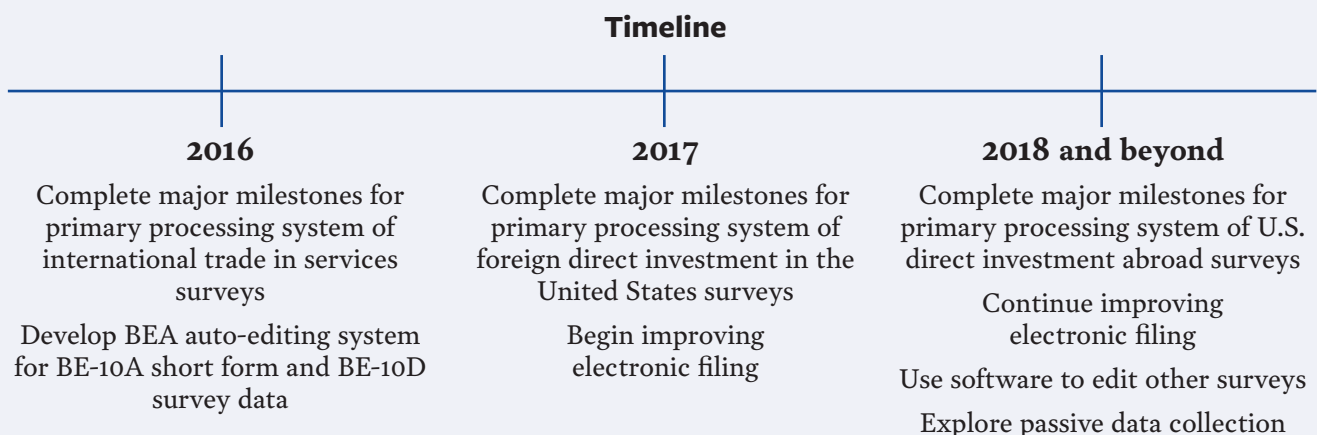 Timeline
2016
Complete major milestones for
primary processing system of
international trade in services
surveys
Develop BEA auto-editing system
for BE-10A short form and BE-10D
survey data
2017
Complete major milestones for
primary processing system of
foreign direct investment in the
United States surveys
Begin improving
electronic filing
2018 and beyond
Complete major milestones for
primary processing system of U.S.
direct investment abroad surveys
Continue improving
electronic filing
Use software to edit other surveys
Explore passive data collection